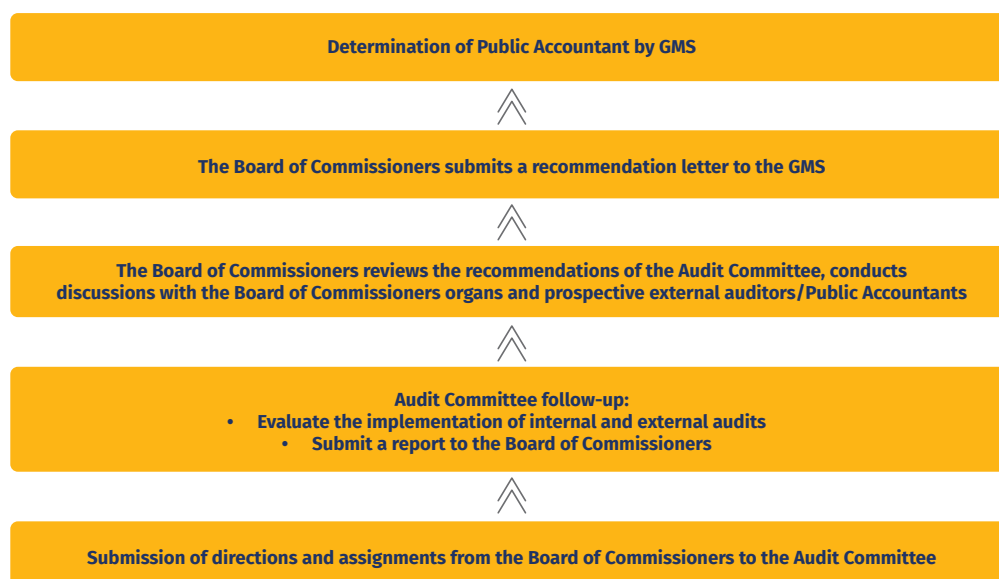 Determination of Public Accountant by GMS
The Board of Commissioners submits a recommendation letter to the GMS
The Board of Commissioners reviews the recommendations of the Audit Committee, conducts
discussions with the Board of Commissioners organs and prospective external auditors/Public Accountants
Audit Committee follow-up:
• Evaluate the implementation of internal and external audits
• Submit a report to the Board of Commissioners
Submission of directions and assignments from the Board of Commissioners to the Audit Committee